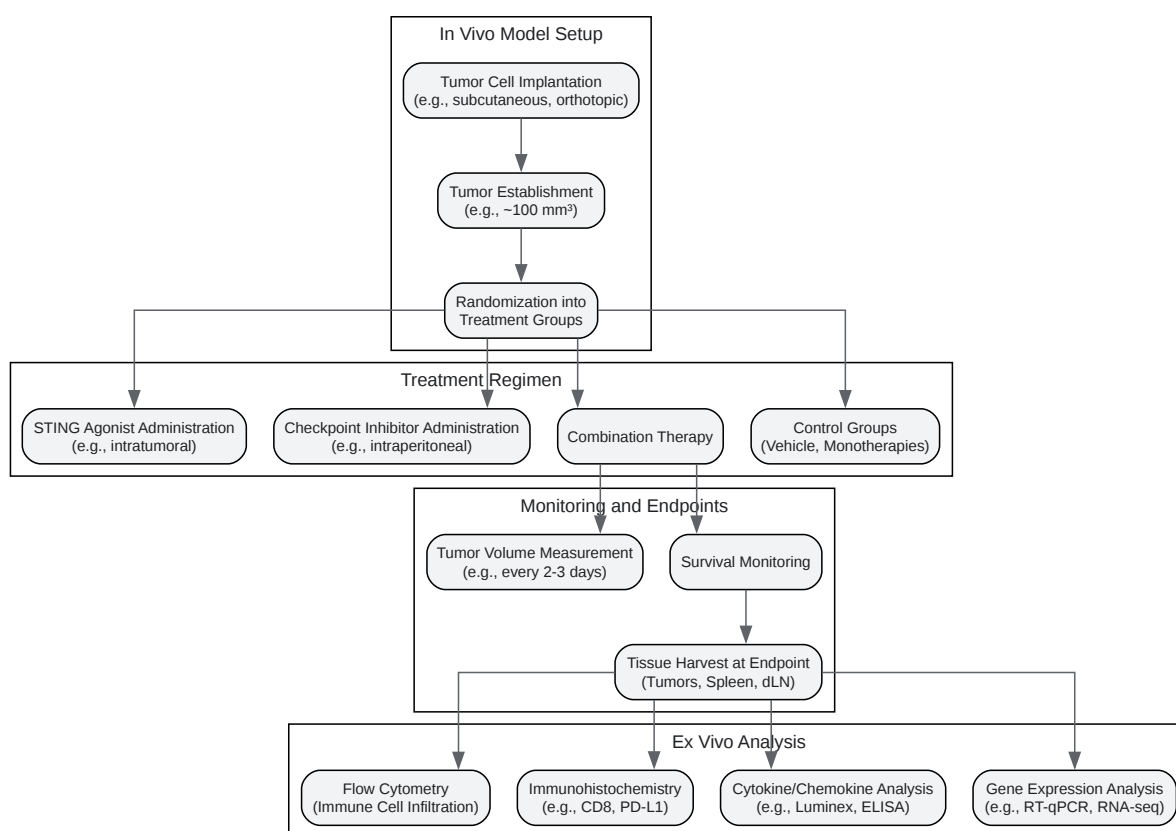 In Vivo Model Setup
Tumor Cell Implantation
(e.g., subcutaneous, orthotopic)
Tumor Establishment
(e.g., ~100 mm³)
Randomization into
Treatment Groups
Treatment Regimen
STING Agonist Administration
(e.g., intratumoral)
Checkpoint Inhibitor Administration
(e.g., intraperitoneal)
Combination Therapy
Control Groups
(Vehicle, Monotherapies)
Monitoring and Endpoints
Tumor Volume Measurement
(e.g., every 2-3 days)
Survival Monitoring
Tissue Harvest at Endpoint
(Tumors, Spleen, dLN)
Ex Vivo Analysis
Flow Cytometry
(Immune Cell Infiltration)
Immunohistochemistry
(e.g., CD8, PD-L1)
Cytokine/Chemokine Analysis
(e.g., Luminex, ELISA)
Gene Expression Analysis
(e.g., RT-qPCR, RNA-seq)